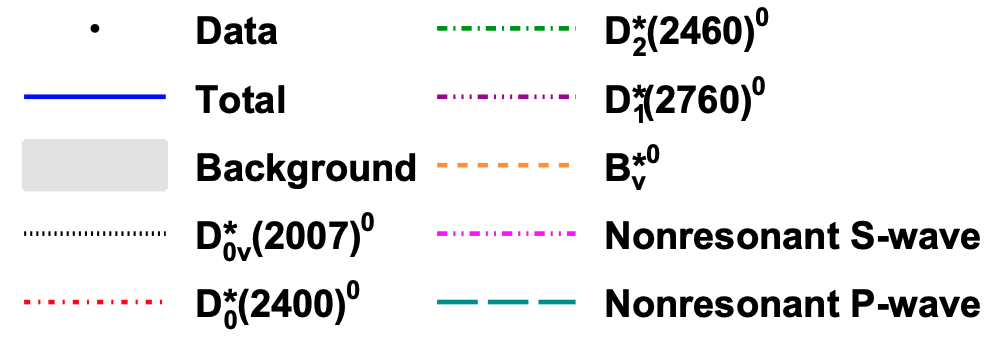 Data
Total
Background
D*0v(2007)0
D*0(2400)0
D*2(2460)0
D*1(2760)0
B*0v
Nonresonant S-wave
Nonresonant P-wave